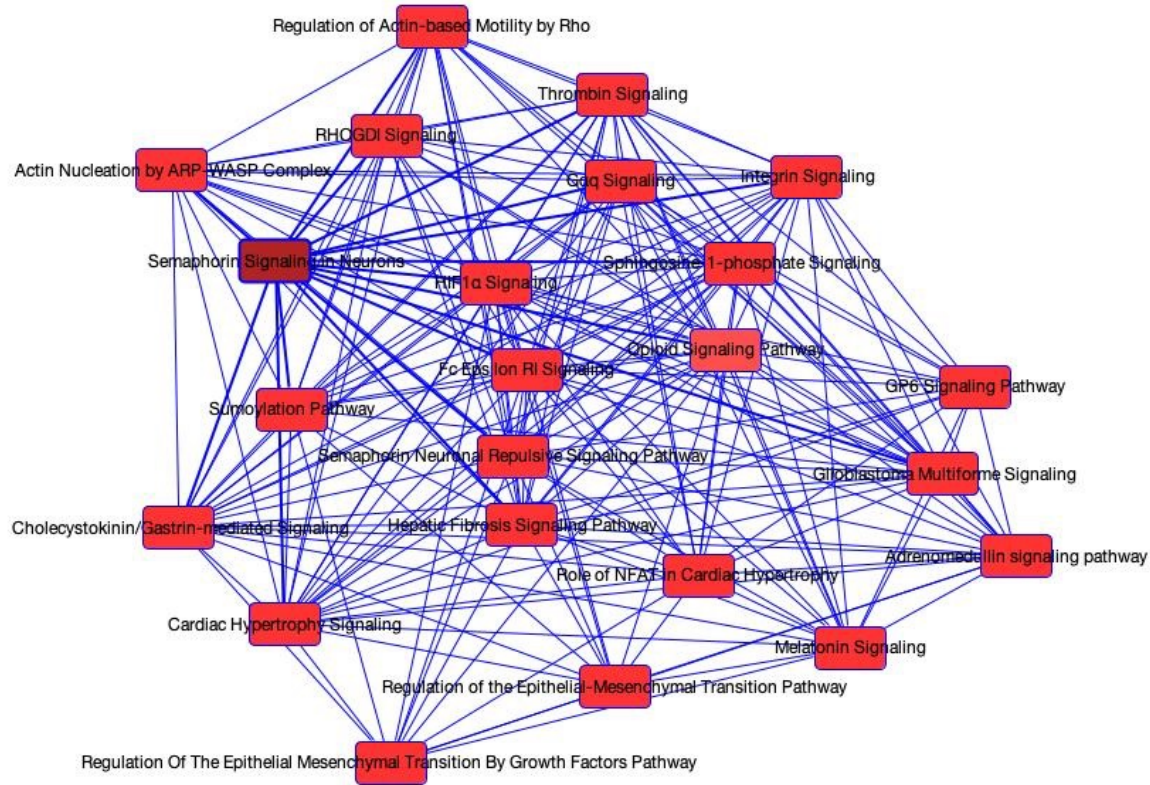 Regulation of Actin-based Motility by Rho
Thrombin Signaling
RHOGDI Signaling
Actin Nucleation by ARP-WASP Complex
Gαq Signaling
Integrin Signaling
Semaphorin Signaling in Neurons
Sphingosine-1-phosphate Signaling
HIF1α Signaling
Opioid Signaling Pathway
Fc Epsilon RI Signaling
GP6 Signaling Pathway
Sumoylation Pathway
Semaphorin Neuronal Repulsive Signaling Pathway
Glioblastoma Multiforme Signaling
Cholecystokinin/Gastrin-mediated Signaling
Hepatic Fibrosis Signaling Pathway
Adrenomedullin signaling pathway
Role of NFAT in Cardiac Hypertrophy
Cardiac Hypertrophy Signaling
Melatonin Signaling
Regulation of the Epithelial-Mesenchymal Transition Pathway
Regulation Of The Epithelial Mesenchymal Transition By Growth Factors Pathway